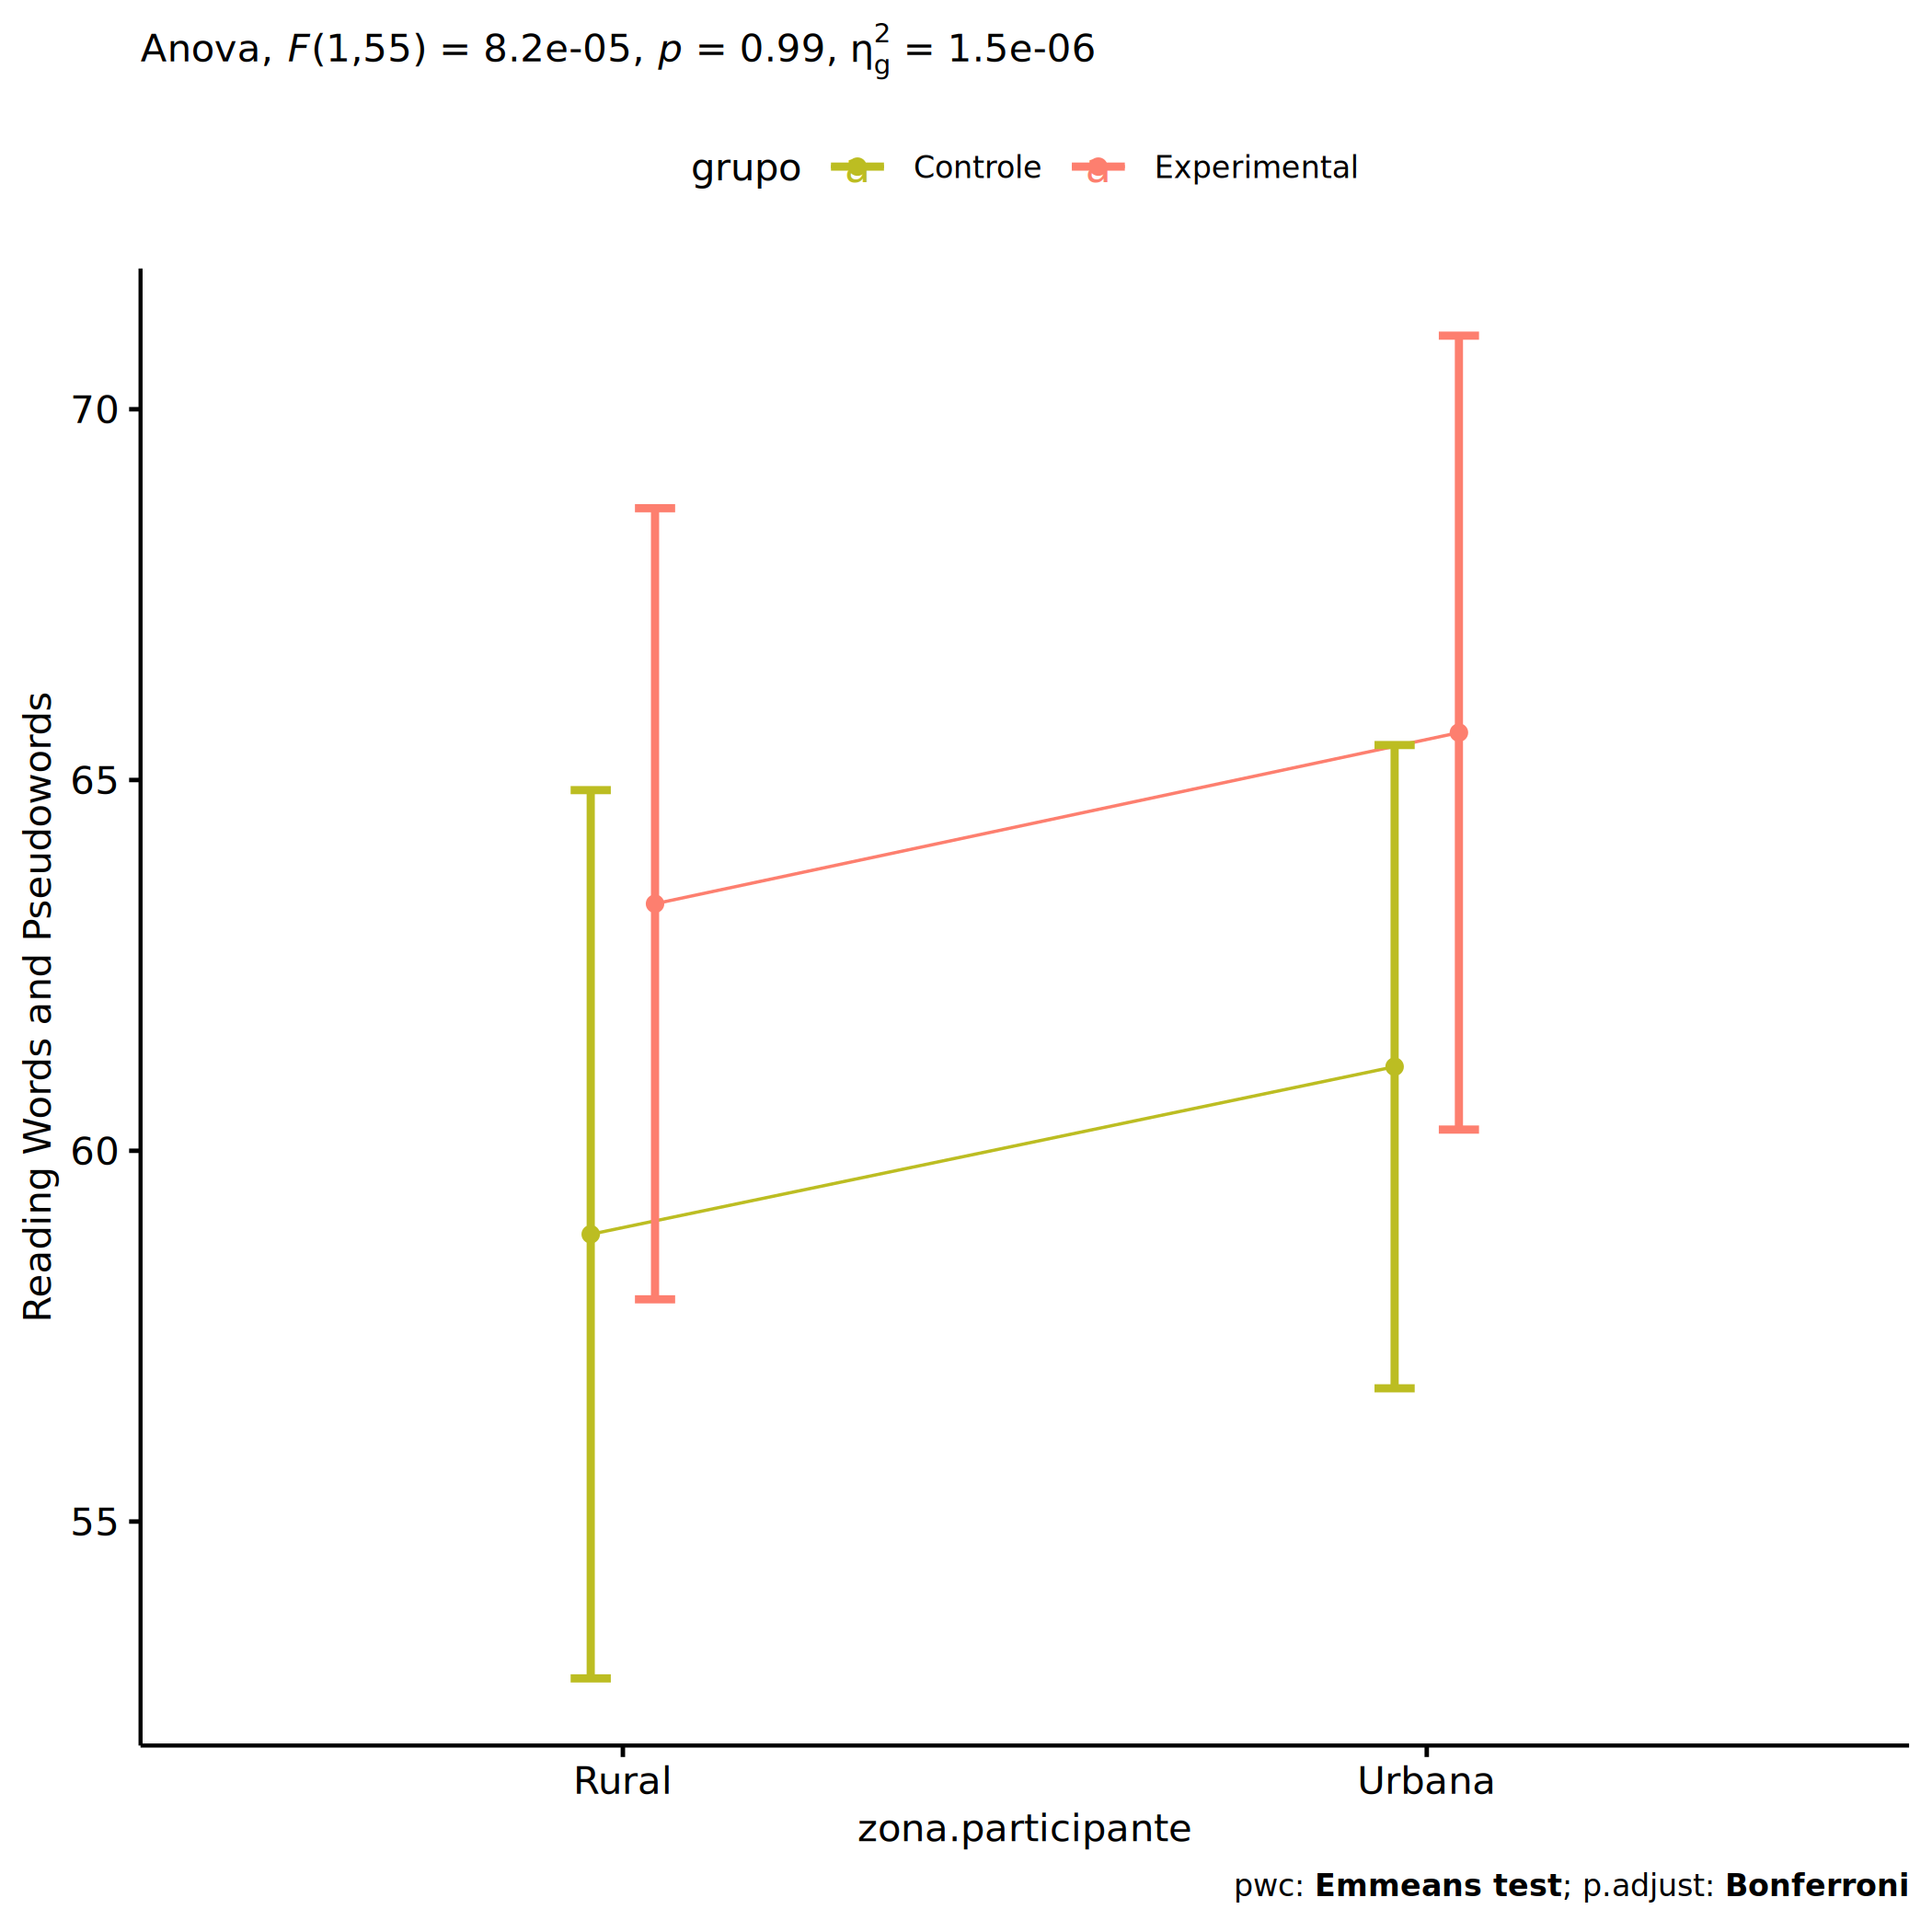 Anova, F(1,55) = 8.2e-05, p = 0.99, η²g = 1.5e-06
grupo a Controle a Experimental
Reading Words and Pseudowords
70
65
60
55
Rural Urbana
zona.participante
pwc: Emmeans test; p.adjust: Bonferroni